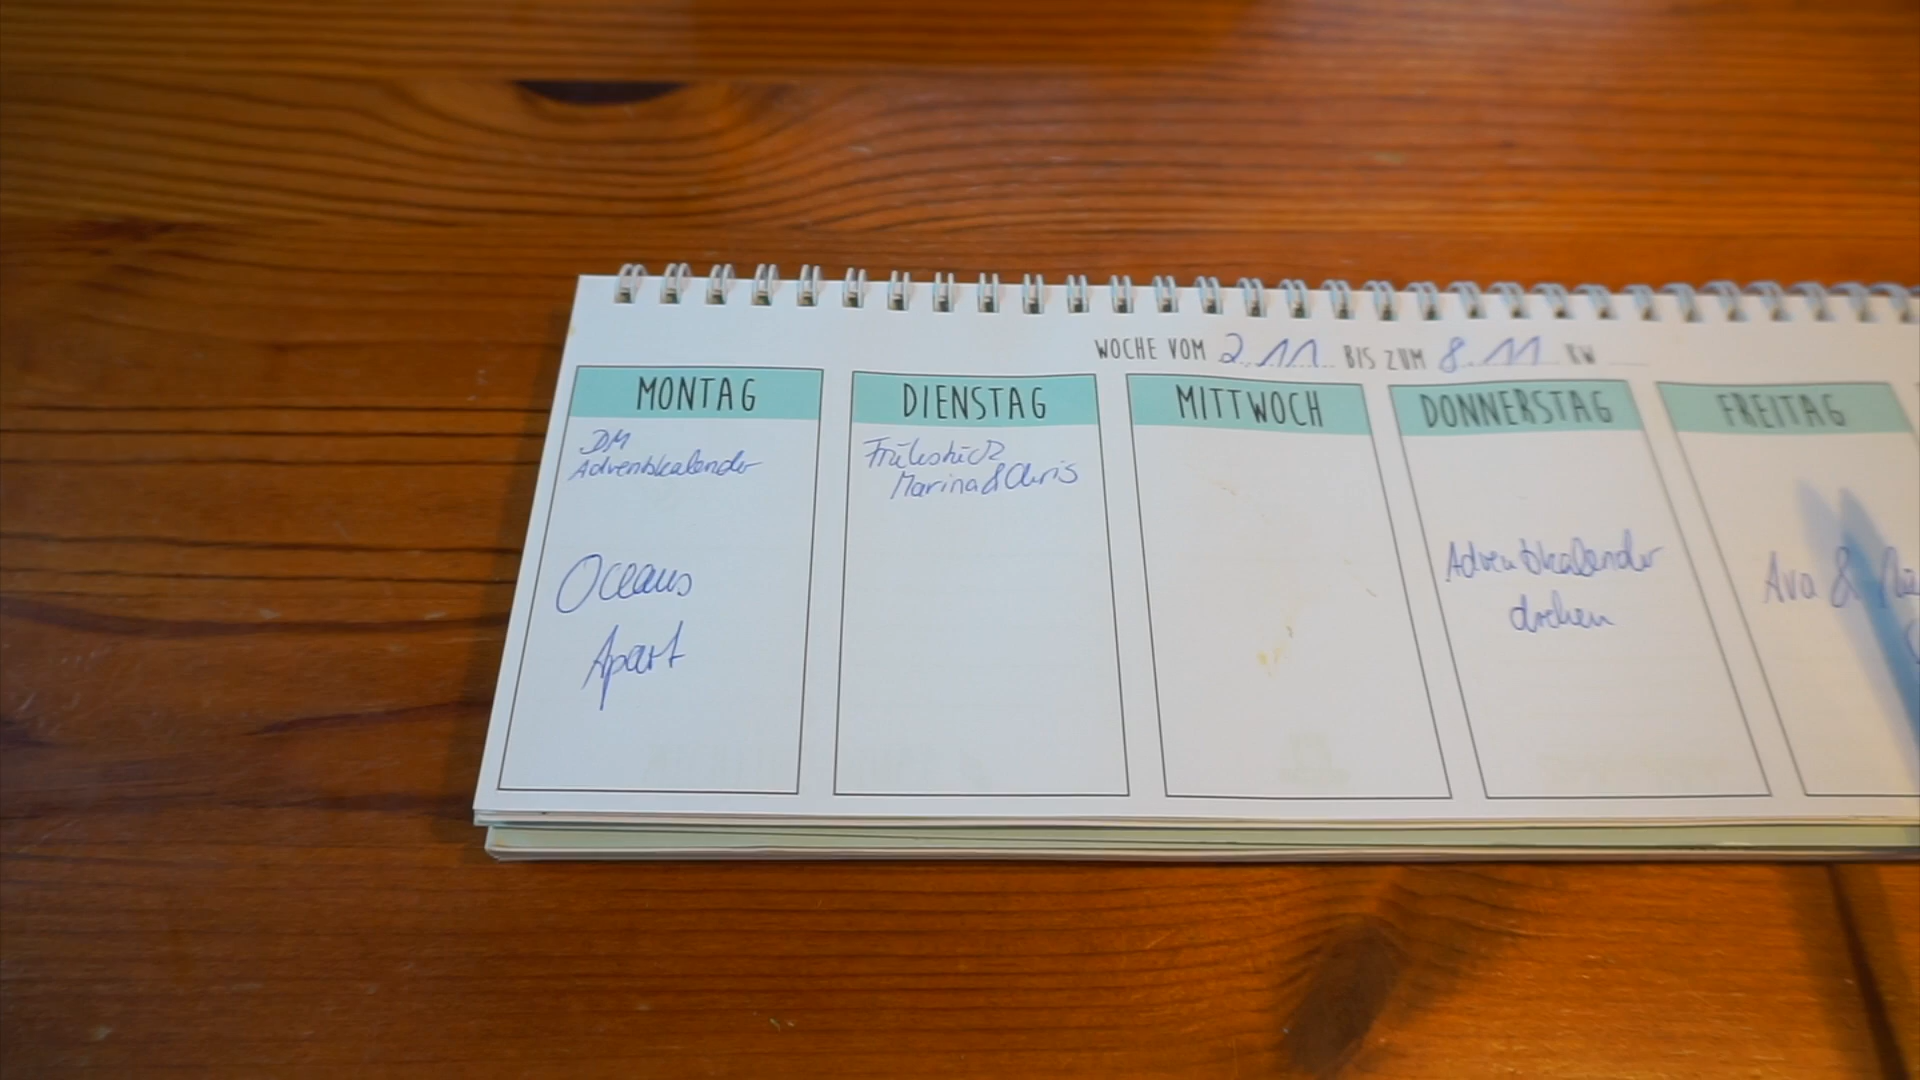 WOCHE VOM 2.11. BIS ZUM 8.11 KW
MONTAG
DM
Adventskalender
Oceans
Apart
DIENSTAG
Frühstück
Marina & Chris
MITTWOCH
DONNERSTAG
Adventskalender
drehen
FREITAG
Ava &